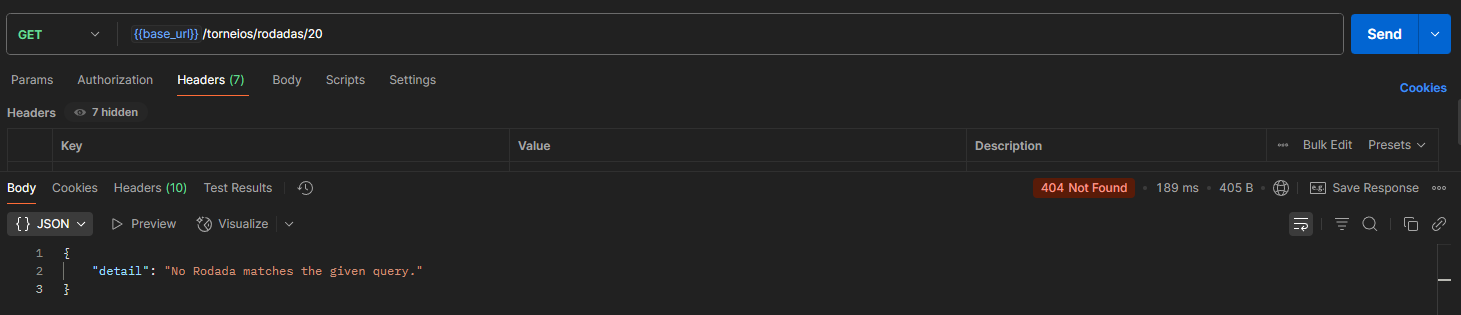 GET {{base_url}} /torneios/rodadas/20 Send
Params Authorization Headers (7) Body Scripts Settings
Cookies
Headers 7 hidden
Key Value Description Bulk Edit Presets
Body Cookies Headers (10) Test Results 404 Not Found 189 ms 405 B e.g. Save Response
{} JSON Preview Visualize
1 {
2 "detail": "No Rodada matches the given query."
3 }